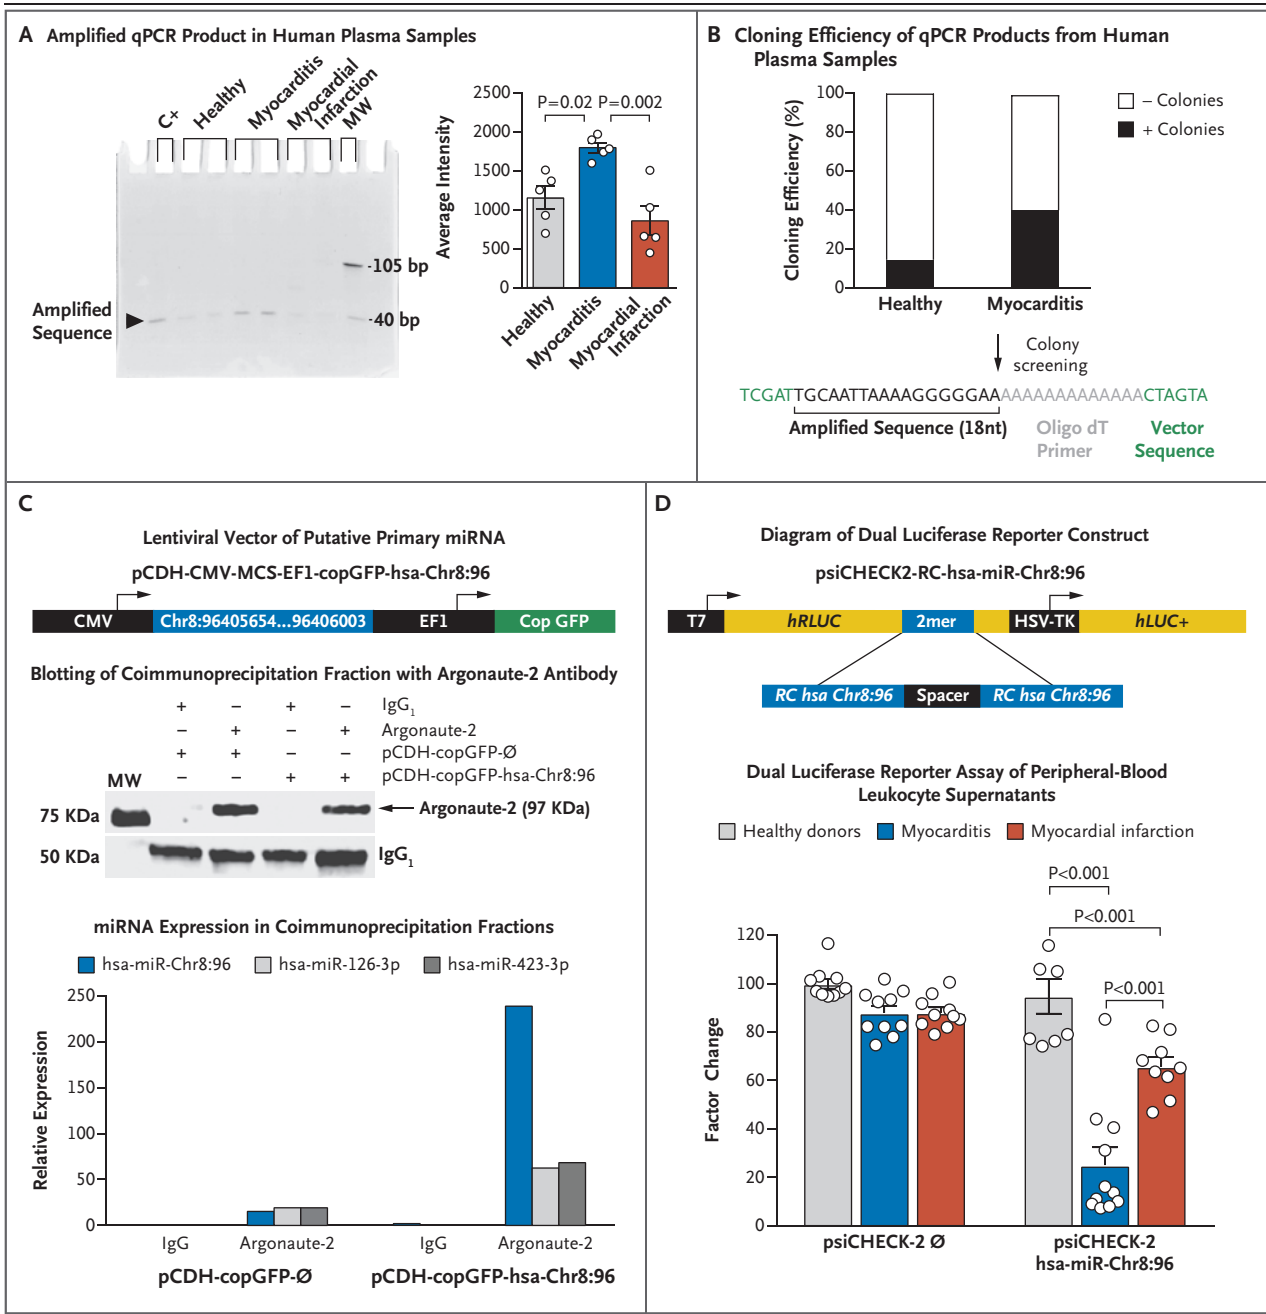 A Amplified qPCR Product in Human Plasma Samples
C+
Healthy
Myocarditis
Myocardial
Infarction
MW
-105 bp
Amplified
Sequence
-40 bp
Average Intensity
2500
2000
1500
1000
500
0
P=0.02 P=0.002
Healthy
Myocarditis
Myocardial
Infarction
B Cloning Efficiency of qPCR Products from Human
Plasma Samples
Cloning Efficiency (%)
100
80
60
40
20
0
Healthy Myocarditis
– Colonies
+ Colonies
Colony
screening
TCGATTGCAATTAAAAGGGGGAAAAAAAAAAAAAAACTAGTA
Amplified Sequence (18nt)
Oligo dT
Primer
Vector
Sequence
C
Lentiviral Vector of Putative Primary miRNA
pCDH-CMV-MCS-EF1-copGFP-hsa-Chr8:96
CMV Chr8:96405654...96406003 EF1 Cop GFP
Blotting of Coimmunoprecipitation Fraction with Argonaute-2 Antibody
+ – + – IgG1
– + – + Argonaute-2
+ + – – pCDH-copGFP-Ø
– – + + pCDH-copGFP-hsa-Chr8:96
MW
75 KDa
Argonaute-2 (97 KDa)
50 KDa
IgG1
miRNA Expression in Coimmunoprecipitation Fractions
hsa-miR-Chr8:96 hsa-miR-126-3p hsa-miR-423-3p
Relative Expression
250
200
150
100
50
0
IgG Argonaute-2 IgG Argonaute-2
pCDH-copGFP-Ø pCDH-copGFP-hsa-Chr8:96
D
Diagram of Dual Luciferase Reporter Construct
psiCHECK2-RC-hsa-miR-Chr8:96
T7 hRLUC 2mer HSV-TK hLUC+
RC hsa Chr8:96 Spacer RC hsa Chr8:96
Dual Luciferase Reporter Assay of Peripheral-Blood
Leukocyte Supernatants
Healthy donors Myocarditis Myocardial infarction
Factor Change
120
100
80
60
40
20
0
P<0.001
P<0.001
P<0.001
psiCHECK-2 Ø
psiCHECK-2
hsa-miR-Chr8:96